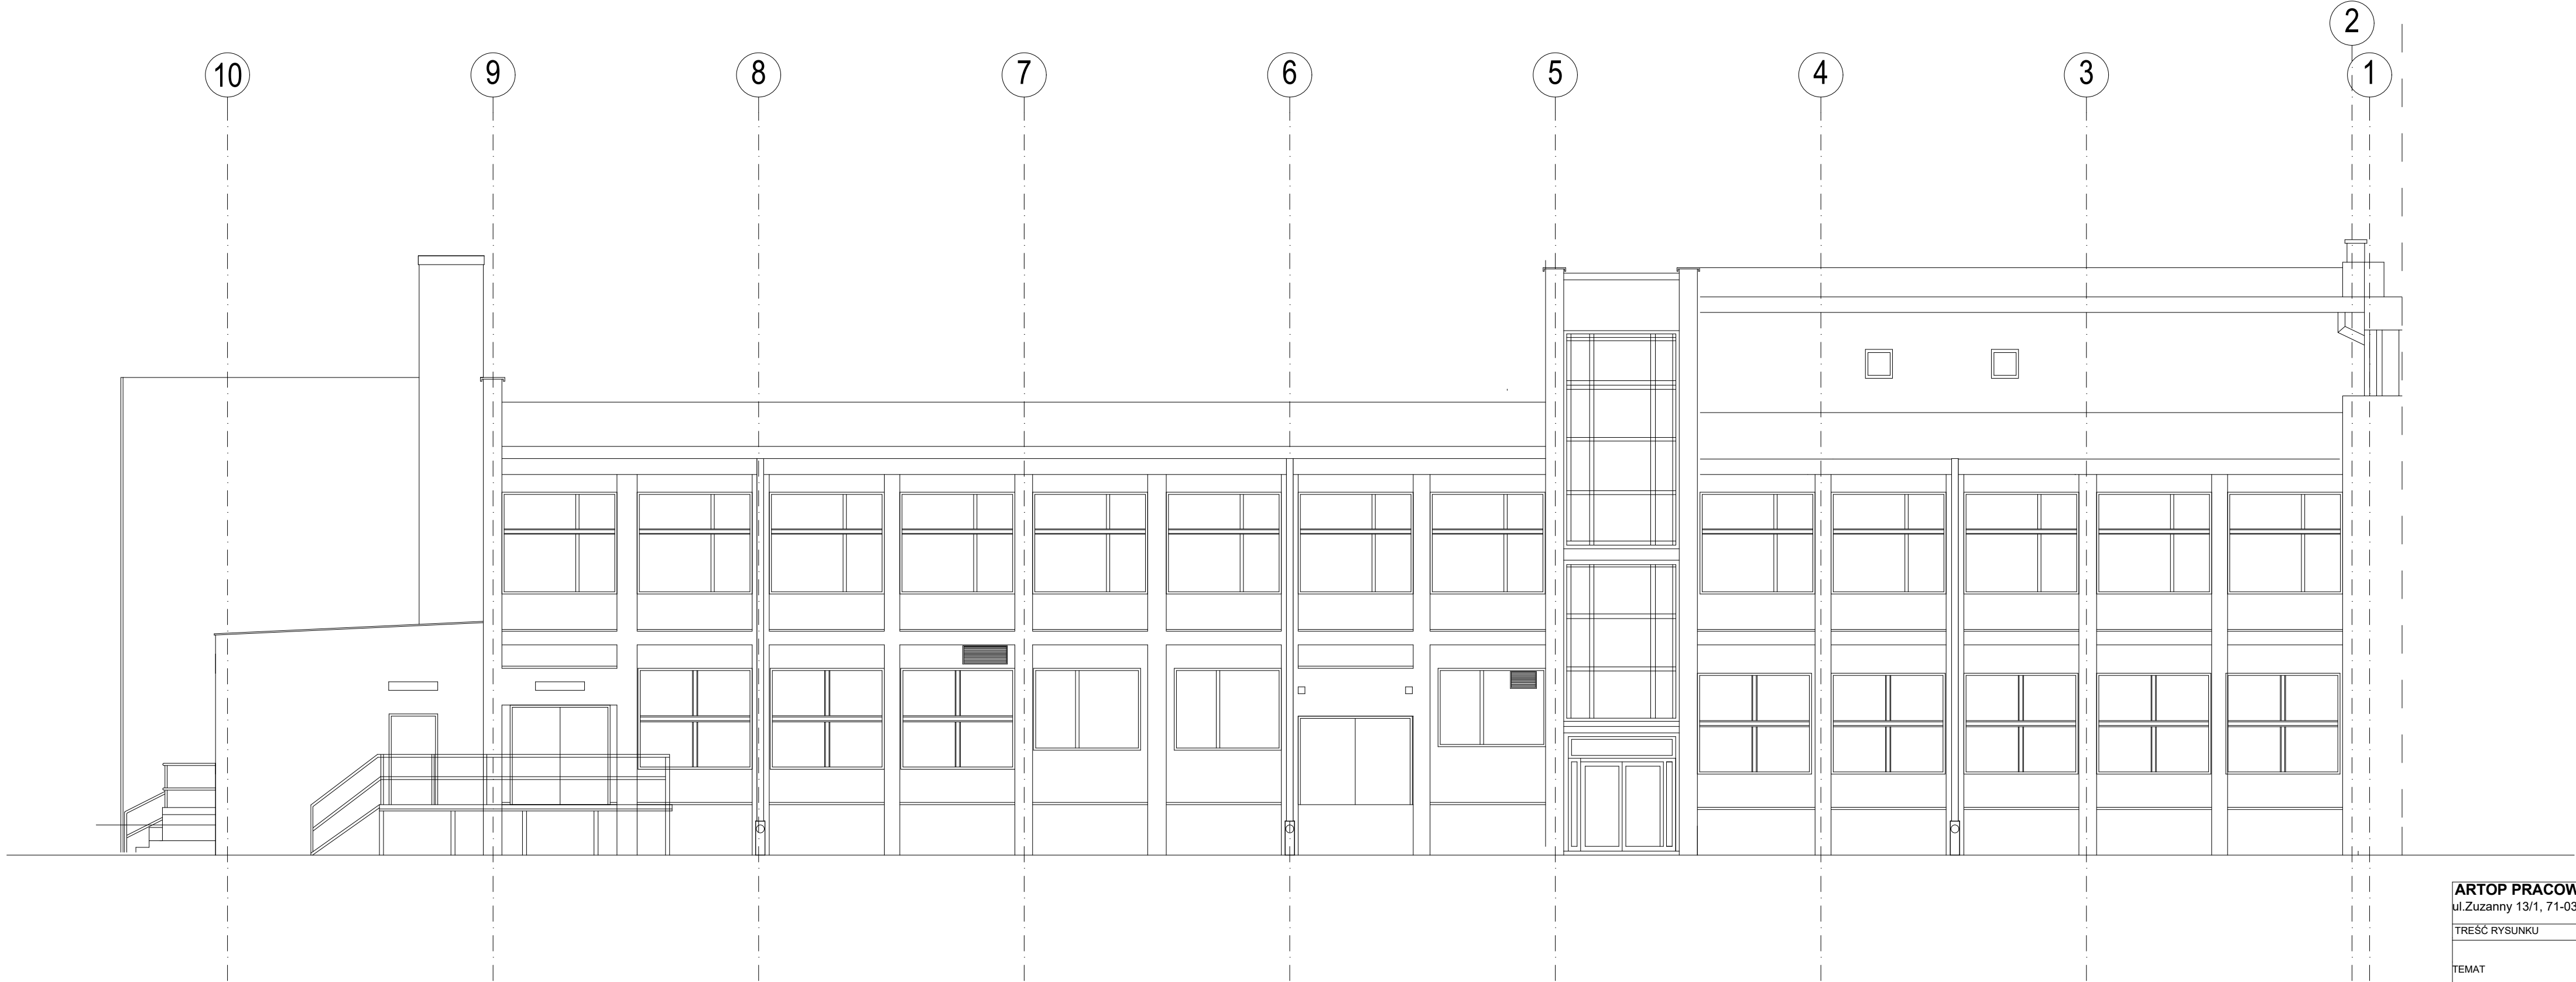 2
10 9 8 7 6 5 4 3 1
ARTOP PRACOW
ul.Zuzanny 13/1, 71-03
TREŚĆ RYSUNKU
TEMAT